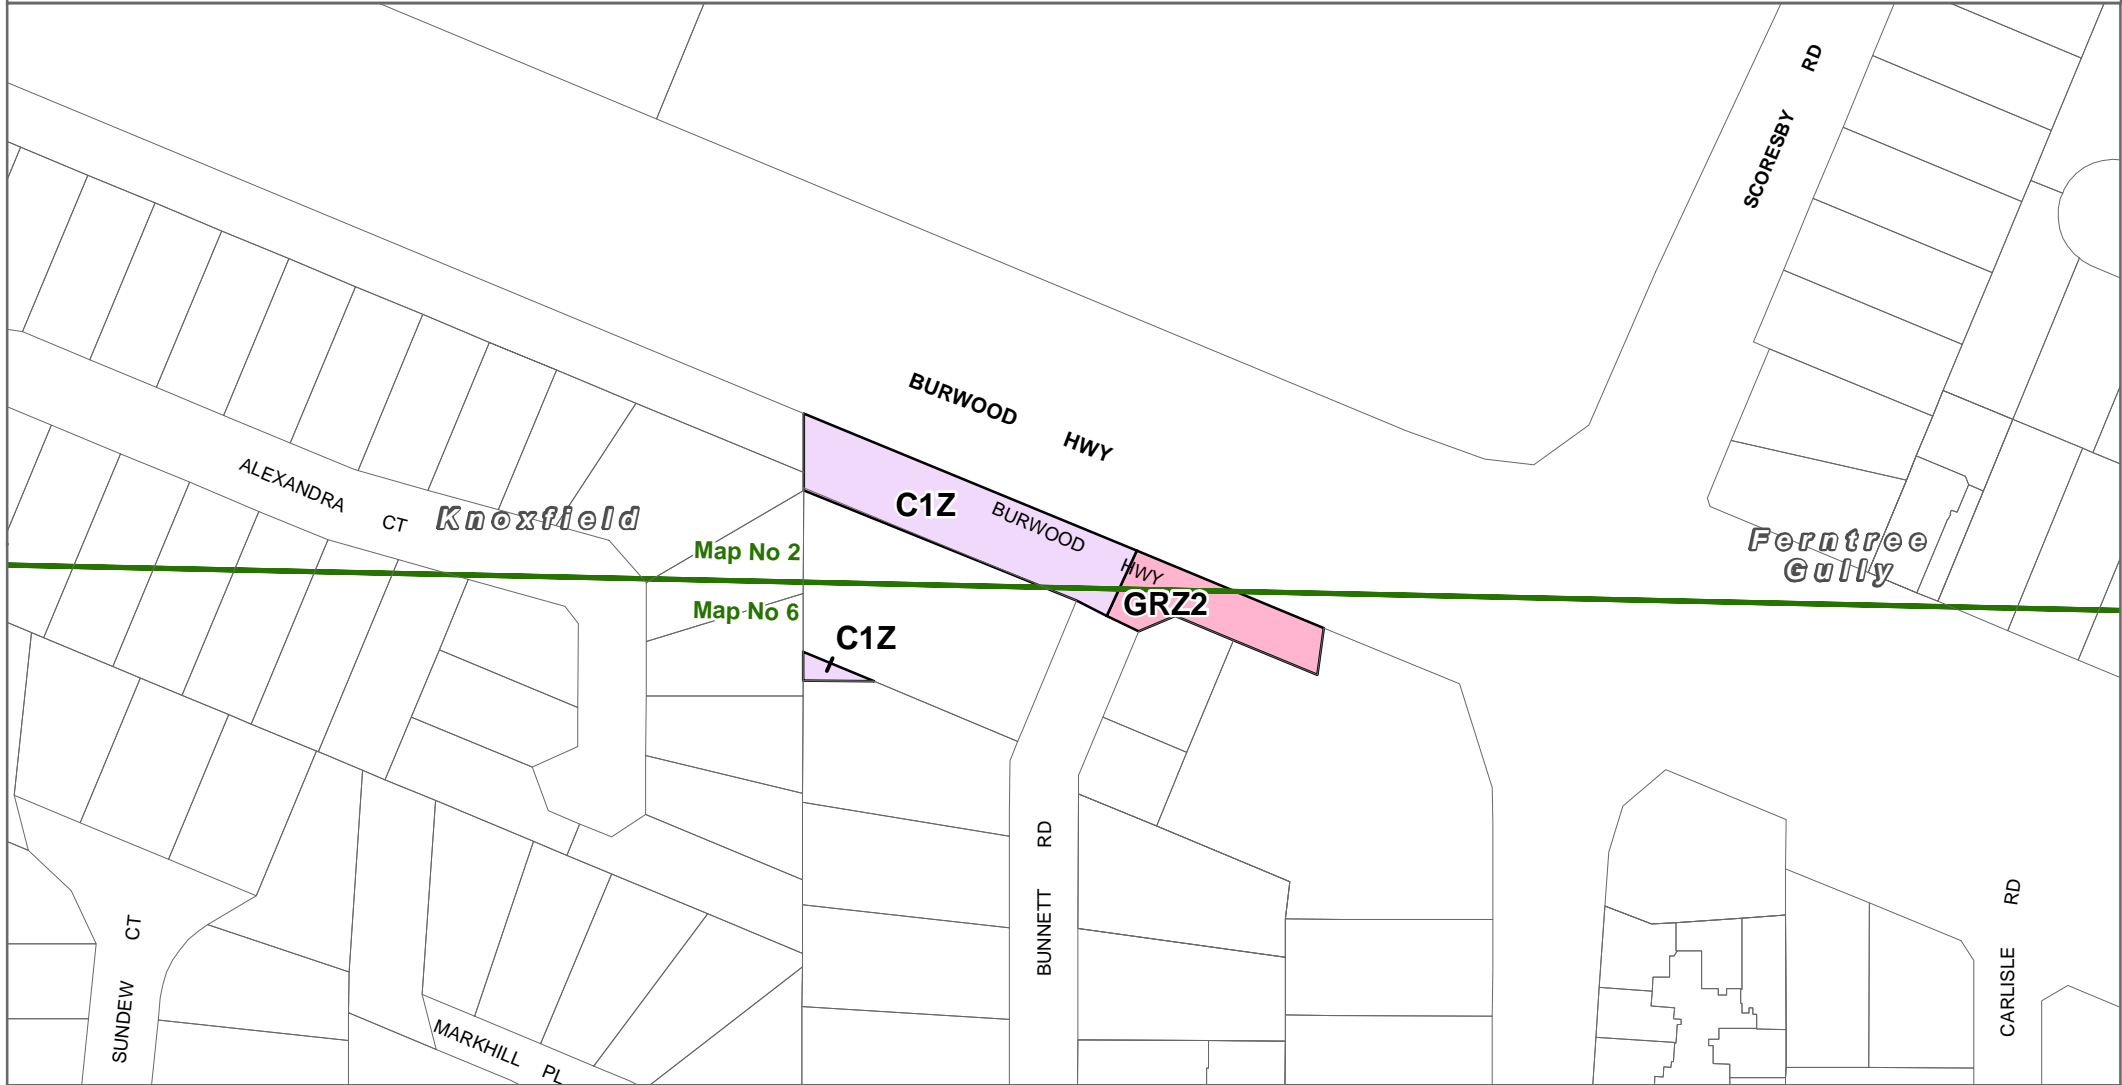 SCORESBY RD
BURWOOD HWY
ALEXANDRA CT
Knoxfield
C1Z
BURWOOD HWY
Ferntree
Gully
Map No 2
GRZ2
Map No 6
C1Z
BUNNETT RD
SUNDEW CT
CARLISLE RD
MARKHILL PL